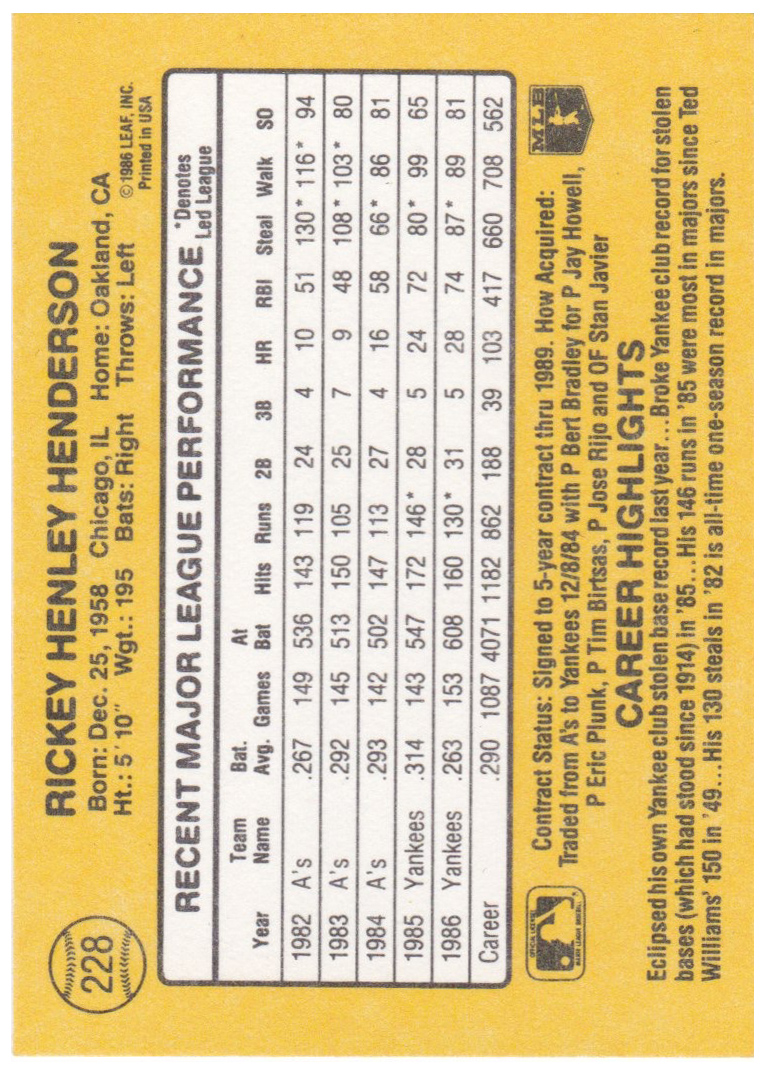 228
RICKEY HENLEY HENDERSON
Born: Dec. 25, 1958 Chicago, IL Home: Oakland, CA
Ht.: 5'10" Wgt.: 195 Bats: Right Throws: Left
© 1986 LEAF, INC.
Printed in USA
RECENT MAJOR LEAGUE PERFORMANCE *Denotes Led League
Year Team Name Bat. Avg. Games At Bat Hits Runs 2B 3B HR RBI Steal Walk SO
1982 A's .267 149 536 143 119 24 4 10 51 130* 116* 94
1983 A's .292 145 513 150 105 25 7 9 48 108* 103* 80
1984 A's .293 142 502 147 113 27 4 16 58 66* 86 81
1985 Yankees .314 143 547 172 146* 28 5 24 72 80* 99 65
1986 Yankees .263 153 608 160 130* 31 5 28 74 87* 89 81
Career .290 1087 4071 1182 862 188 39 103 417 660 708 562
Contract Status: Signed to 5-year contract thru 1989. How Acquired:
Traded from A's to Yankees 12/8/84 with P Bert Bradley for P Jay Howell,
P Eric Plunk, P Tim Birtsas, P Jose Rijo and OF Stan Javier
MLB
CAREER HIGHLIGHTS
Eclipsed his own Yankee club stolen base record last year...Broke Yankee club record for stolen
bases (which had stood since 1914) in '85...His 146 runs in '85 were most in majors since Ted
Williams' 150 in '49...His 130 steals in '82 is all-time one-season record in majors.